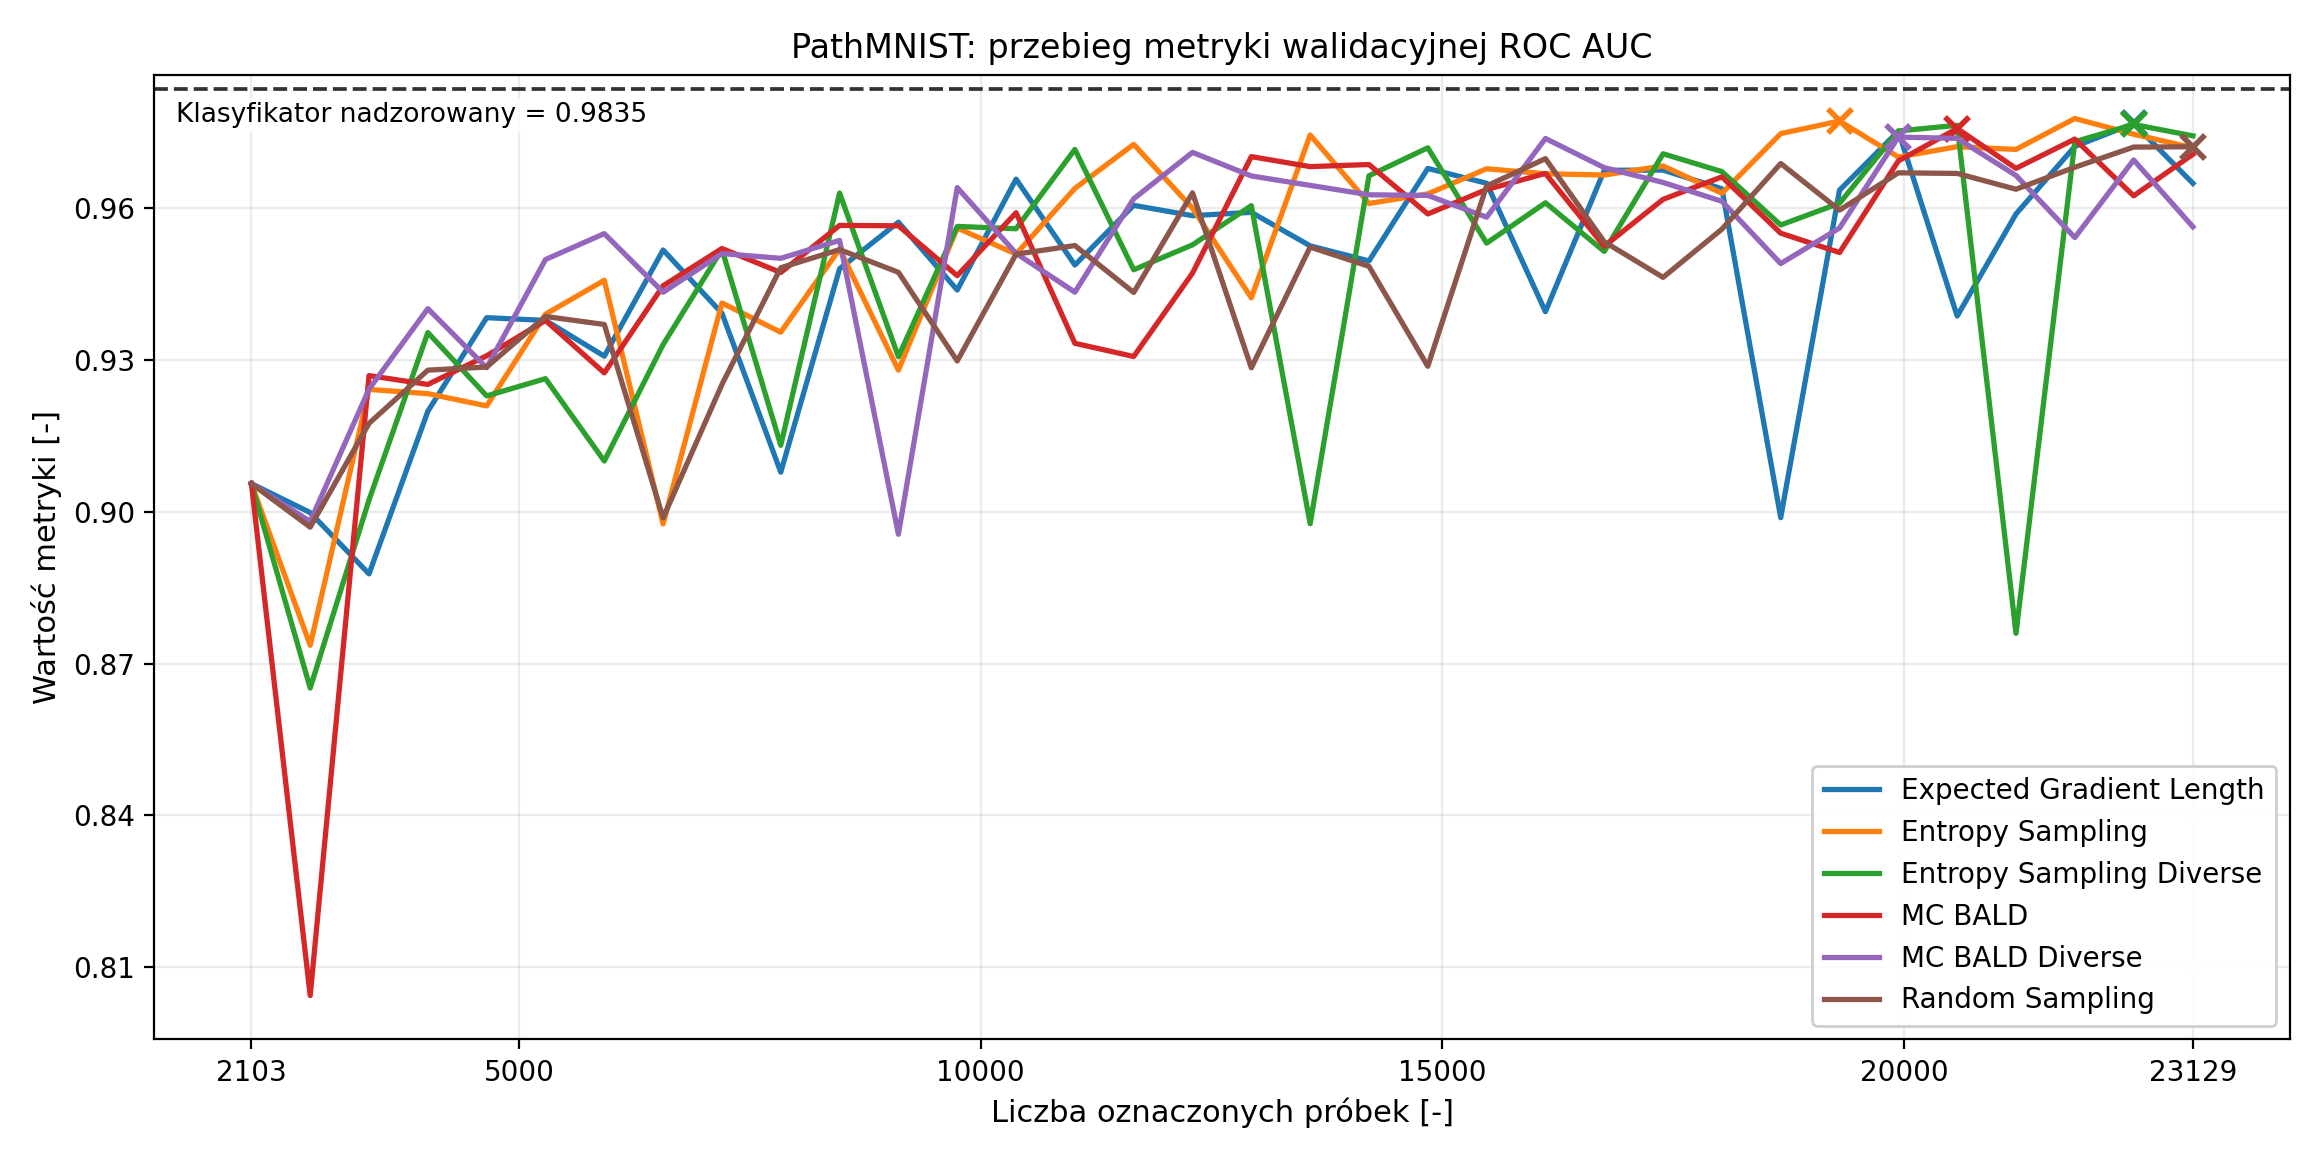 PathMNIST: przebieg metryki walidacyjnej ROC AUC
Klasyfikator nadzorowany = 0.9835
Wartość metryki [-]
0.96
0.93
0.90
0.87
0.84
0.81
Expected Gradient Length
Entropy Sampling
Entropy Sampling Diverse
MC BALD
MC BALD Diverse
Random Sampling
2103 5000 10000 15000 20000 23129
Liczba oznaczonych próbek [-]